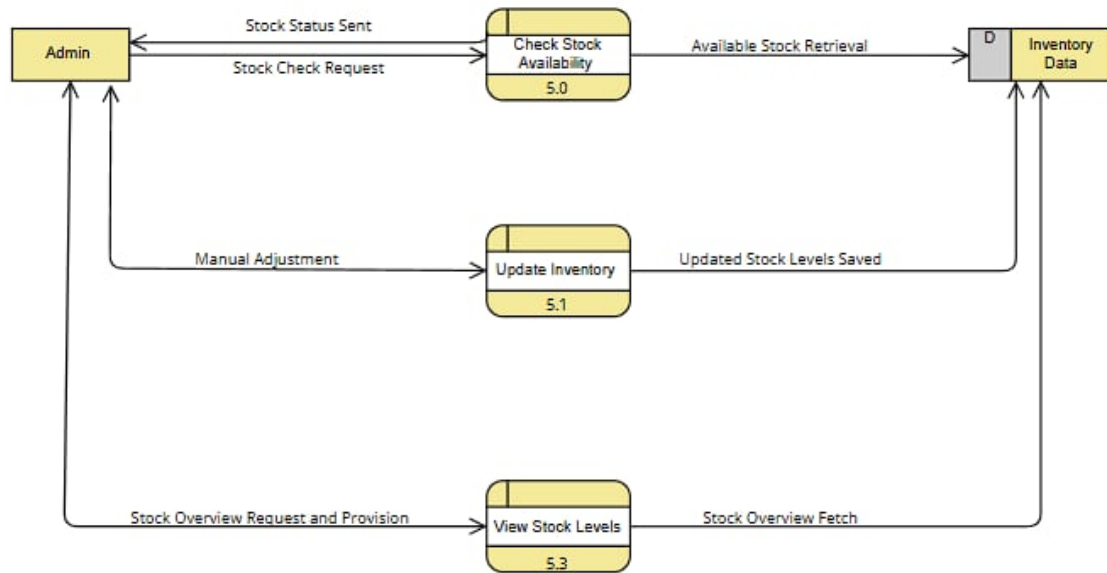 Stock Status Sent
Admin
Stock Check Request
Check Stock
Availability
5.0
Available Stock Retrieval
D
Inventory
Data
Manual Adjustment
Update Inventory
5.1
Updated Stock Levels Saved
Stock Overview Request and Provision
View Stock Levels
5.3
Stock Overview Fetch